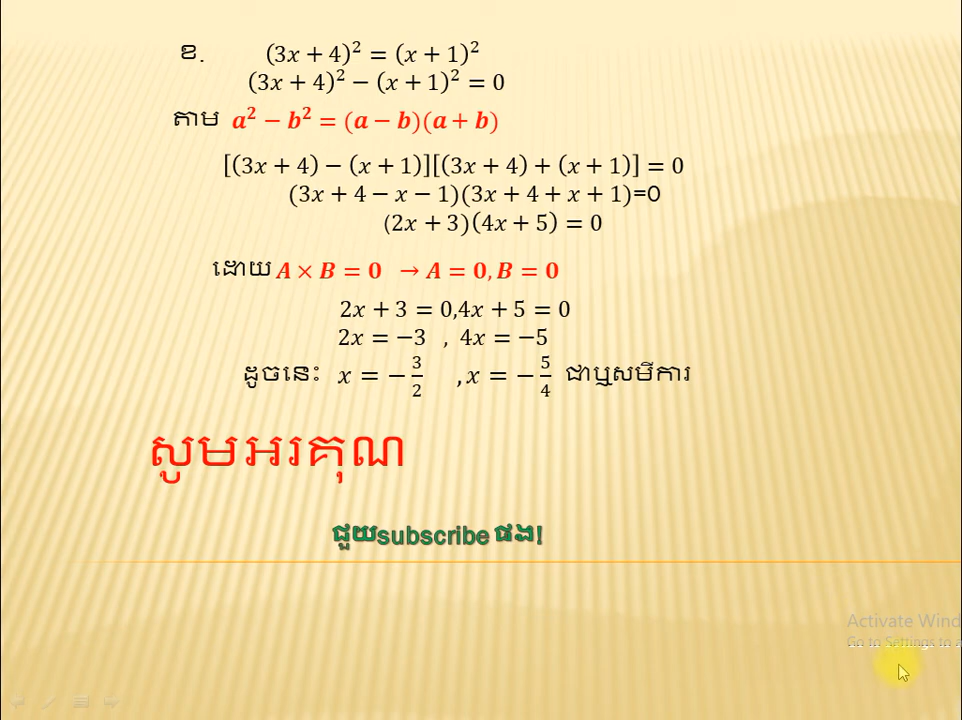 ខ. (3x + 4)² = (x + 1)²
(3x + 4)² − (x + 1)² = 0
តាម a² − b² = (a − b)(a + b)
[(3x + 4) − (x + 1)][(3x + 4) + (x + 1)] = 0
(3x + 4 − x − 1)(3x + 4 + x + 1)=0
(2x + 3)(4x + 5) = 0
ដោយ A × B = 0 → A = 0, B = 0
2x + 3 = 0,4x + 5 = 0
2x = −3 , 4x = −5
ដូចនេះ x = −3/2 ,x = −5/4 ជាឬសមីការ
សូមអរគុណ
ជួយsubscribe ផង!
Activate Wind
Go to Settings to a